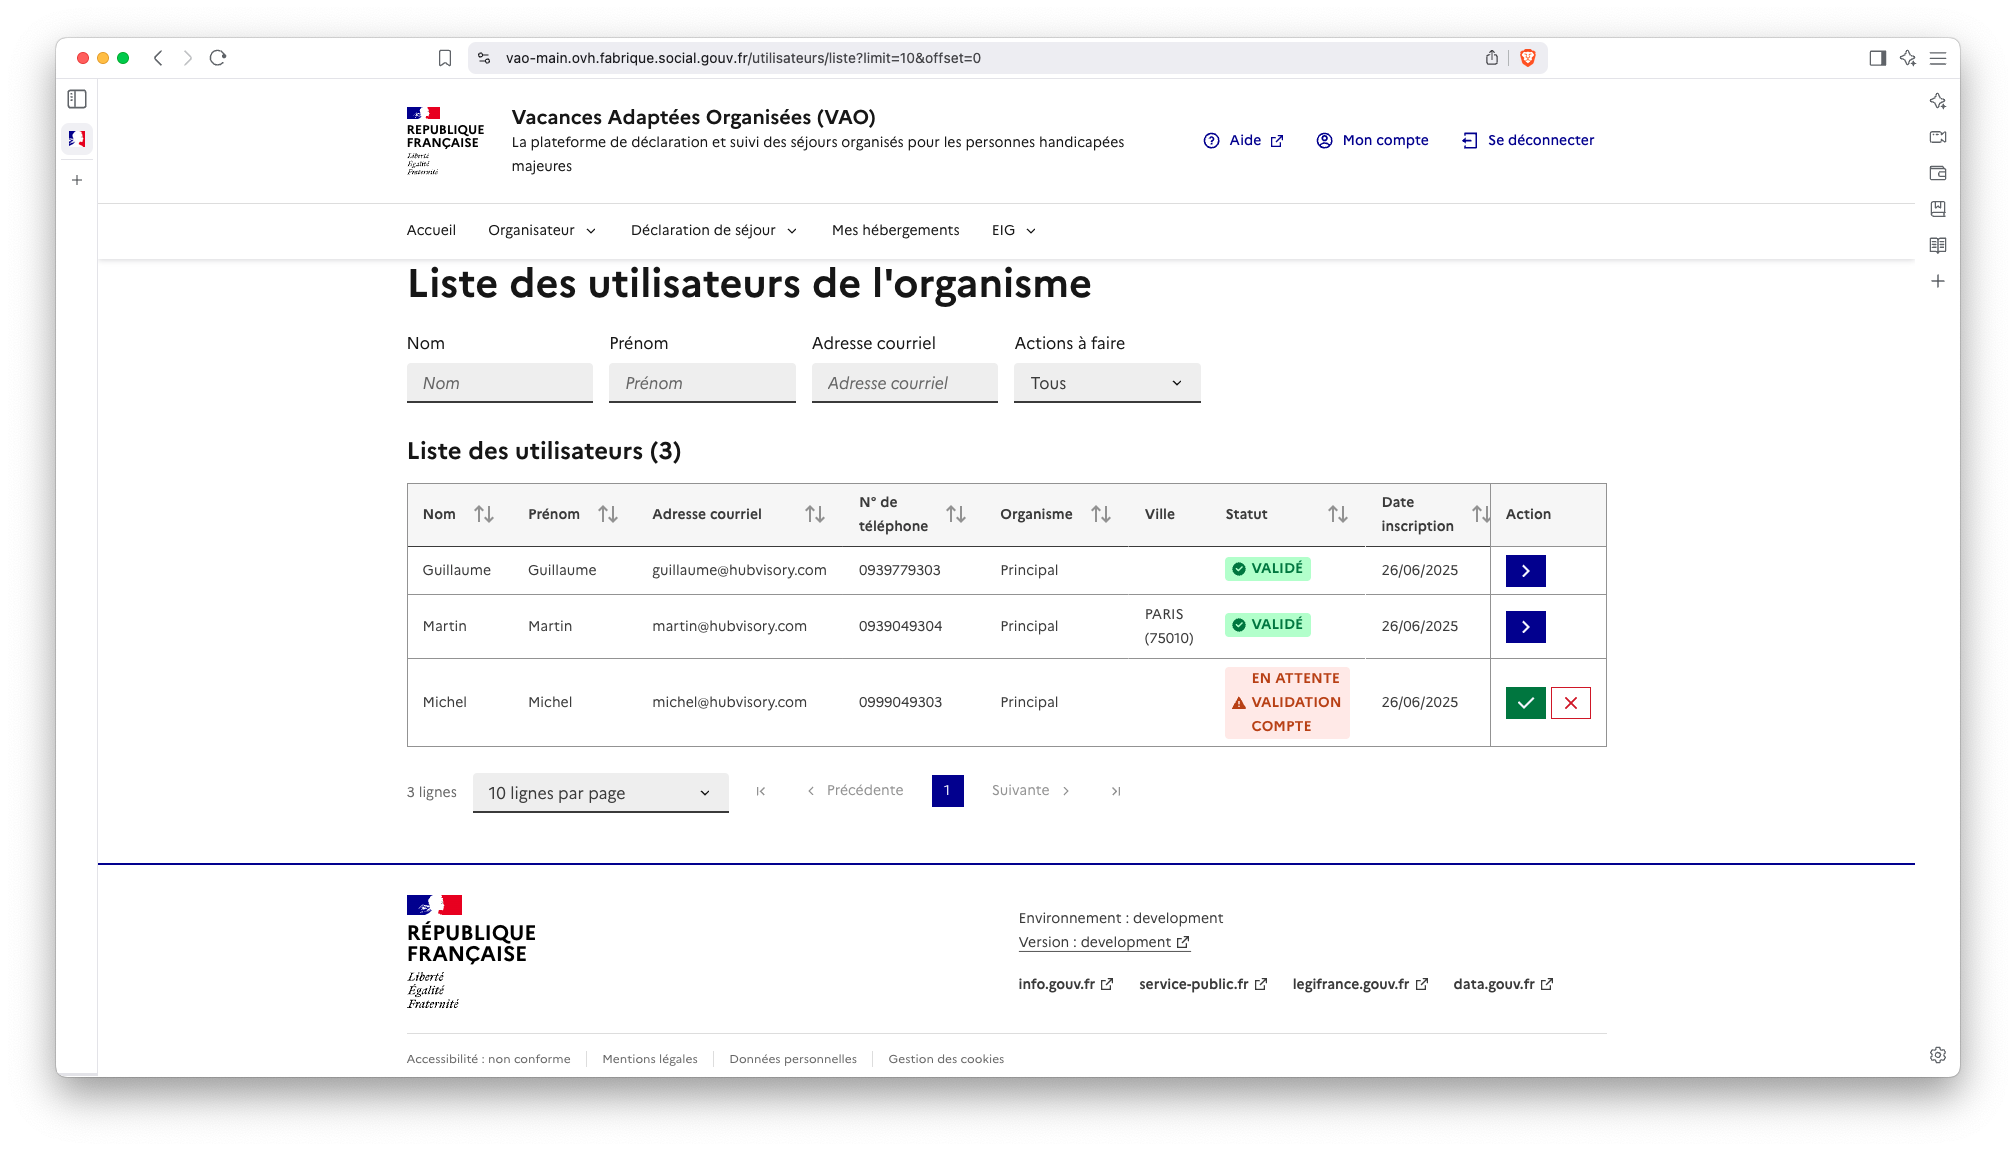 vao-main.ovh.fabrique.social.gouv.fr/utilisateurs/liste?limit=10&offset=0
RÉPUBLIQUE
FRANÇAISE
Liberté
Égalité
Fraternité
Vacances Adaptées Organisées (VAO)
La plateforme de déclaration et suivi des séjours organisés pour les personnes handicapées
majeures
Aide
Mon compte
Se déconnecter
Accueil
Organisateur
Déclaration de séjour
Mes hébergements
EIG
Liste des utilisateurs de l'organisme
Nom
Prénom
Adresse courriel
Actions à faire
Nom
Prénom
Adresse courriel
Tous
Liste des utilisateurs (3)
Nom Prénom Adresse courriel N° de téléphone Organisme Ville Statut Date inscription Action
Guillaume Guillaume guillaume@hubvisory.com 0939779303 Principal VALIDÉ 26/06/2025
Martin Martin martin@hubvisory.com 0939049304 Principal PARIS (75010) VALIDÉ 26/06/2025
Michel Michel michel@hubvisory.com 0999049303 Principal EN ATTENTE VALIDATION COMPTE 26/06/2025
3 lignes
10 lignes par page
Précédente
1
Suivante
RÉPUBLIQUE
FRANÇAISE
Liberté
Égalité
Fraternité
Environnement : development
Version : development
info.gouv.fr
service-public.fr
legifrance.gouv.fr
data.gouv.fr
Accessibilité : non conforme
Mentions légales
Données personnelles
Gestion des cookies